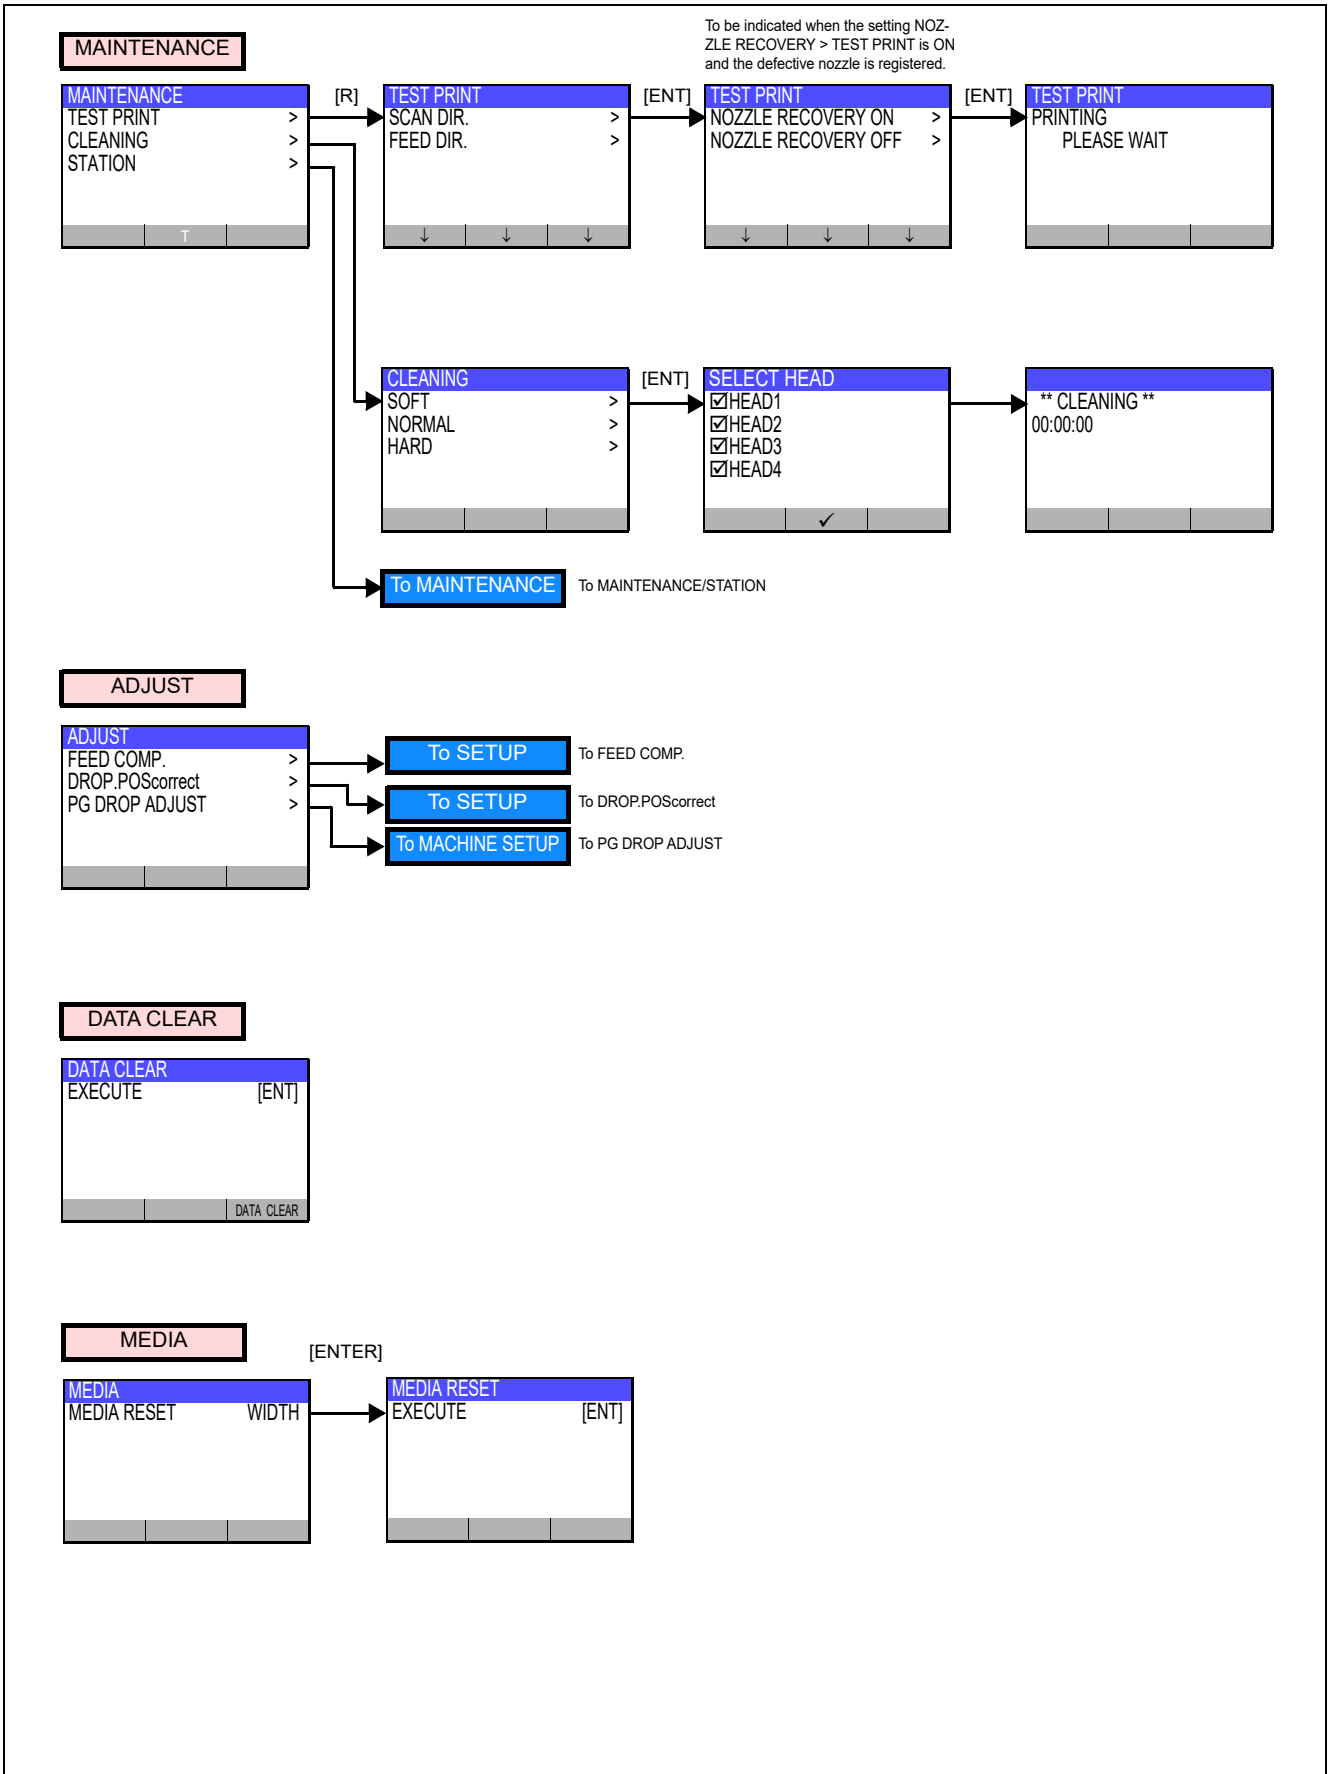 To be indicated when the setting NOZ-
ZLE RECOVERY > TEST PRINT is ON
and the defective nozzle is registered.
MAINTENANCE
MAINTENANCE
TEST PRINT >
CLEANING >
STATION >
T
[R]
TEST PRINT
SCAN DIR. >
FEED DIR. >
↓ ↓ ↓
[ENT]
TEST PRINT
NOZZLE RECOVERY ON >
NOZZLE RECOVERY OFF >
↓ ↓ ↓
[ENT]
TEST PRINT
PRINTING
PLEASE WAIT
CLEANING
SOFT >
NORMAL >
HARD >
[ENT]
SELECT HEAD
☑HEAD1
☑HEAD2
☑HEAD3
☑HEAD4
✓
** CLEANING **
00:00:00
To MAINTENANCE
To MAINTENANCE/STATION
ADJUST
ADJUST
FEED COMP. >
DROP.POScorrect >
PG DROP ADJUST >
To SETUP
To FEED COMP.
To SETUP
To DROP.POScorrect
To MACHINE SETUP
To PG DROP ADJUST
DATA CLEAR
DATA CLEAR
EXECUTE [ENT]
DATA CLEAR
MEDIA
[ENTER]
MEDIA
MEDIA RESET WIDTH
MEDIA RESET
EXECUTE [ENT]